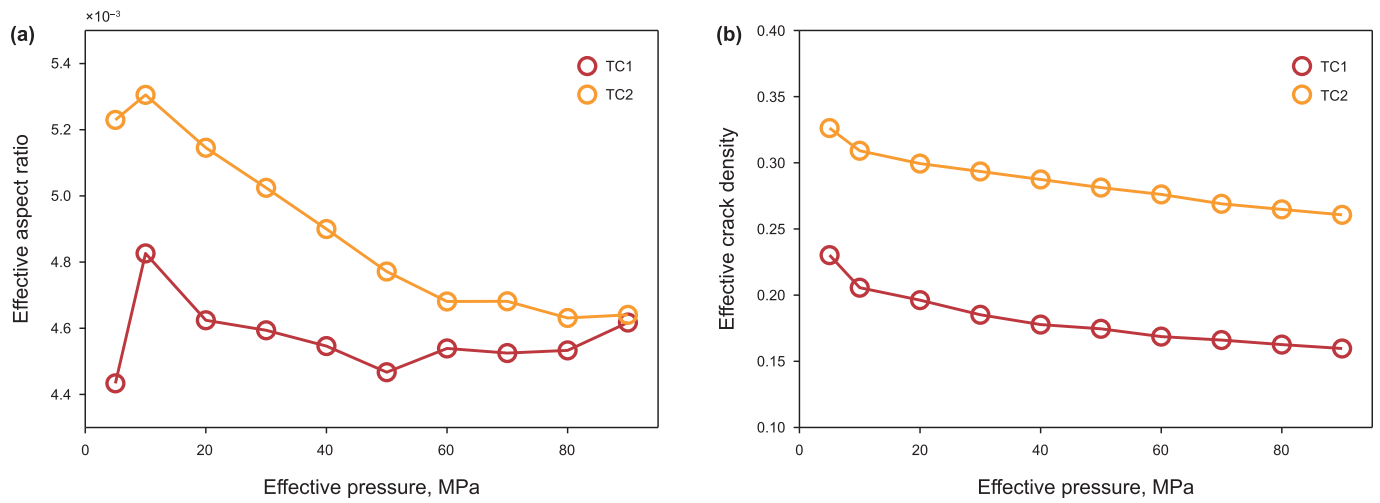 (a)
×10⁻³
5.4
5.2
5.0
4.8
4.6
4.4
Effective aspect ratio
0 20 40 60 80
Effective pressure, MPa
TC1
TC2
(b)
0.40
0.35
0.30
0.25
0.20
0.15
0.10
Effective crack density
0 20 40 60 80
Effective pressure, MPa
TC1
TC2